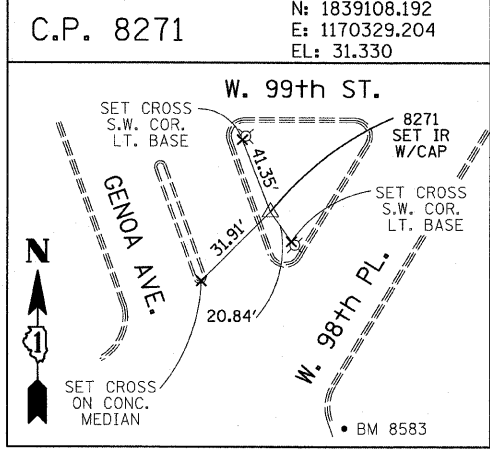 C.P. 8271
N: 1839108.192
E: 1170329.204
EL: 31.330
W. 99th ST.
SET CROSS
S.W. COR.
LT. BASE
8271
SET IR
W/CAP
41.35'
GENOA AVE.
SET CROSS
S.W. COR.
LT. BASE
31.91'
N
1
20.84'
W. 98th PL.
SET CROSS
ON CONC.
MEDIAN
BM 8583